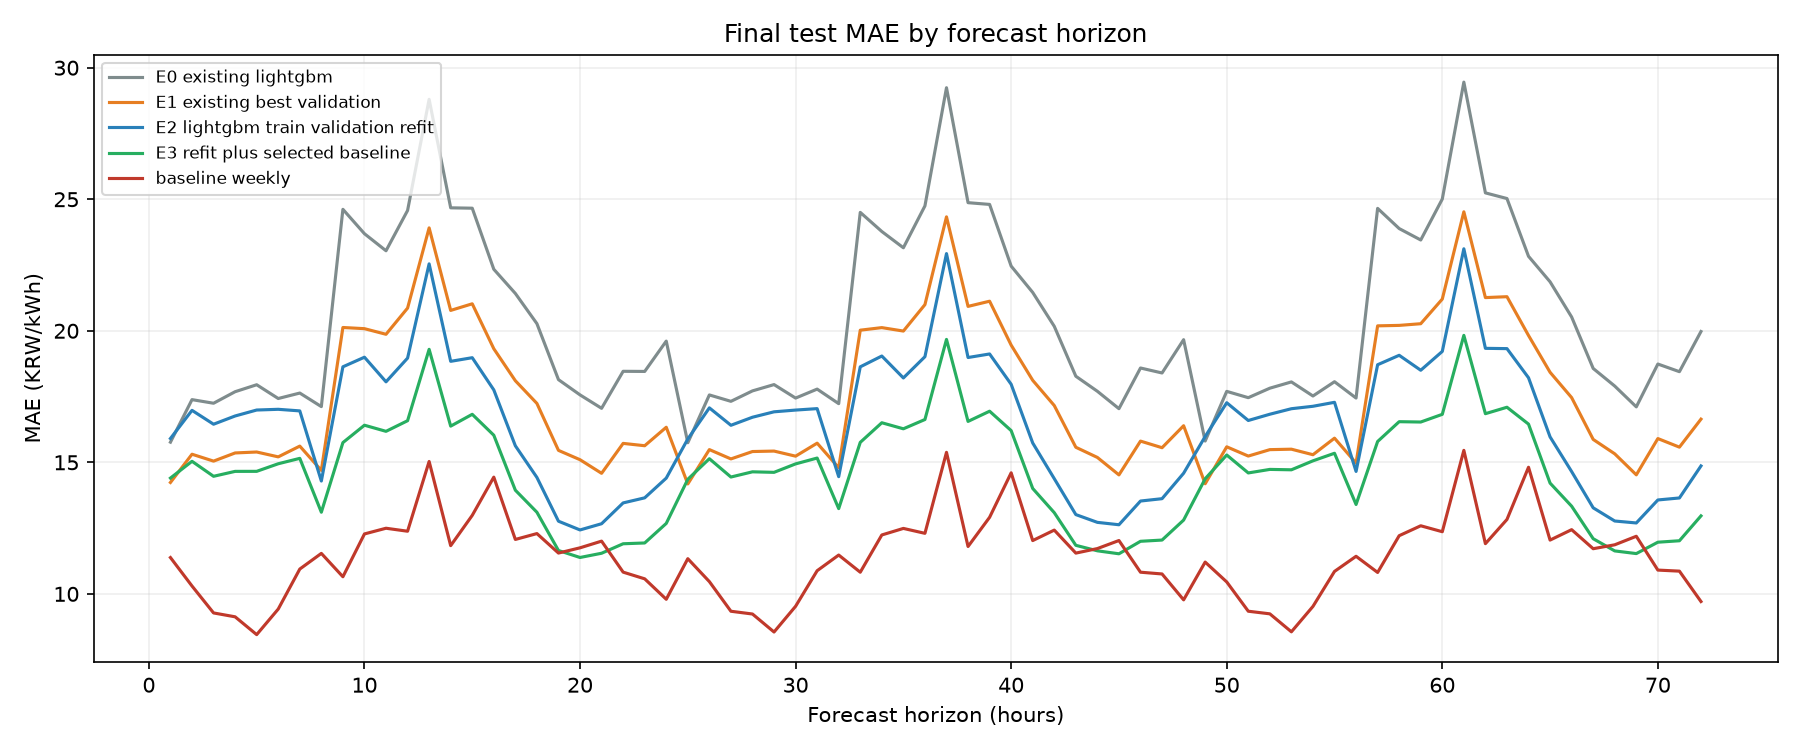 Final test MAE by forecast horizon
E0 existing lightgbm
E1 existing best validation
E2 lightgbm train validation refit
E3 refit plus selected baseline
baseline weekly
MAE (KRW/kWh)
30
25
20
15
10
0 10 20 30 40 50 60 70
Forecast horizon (hours)